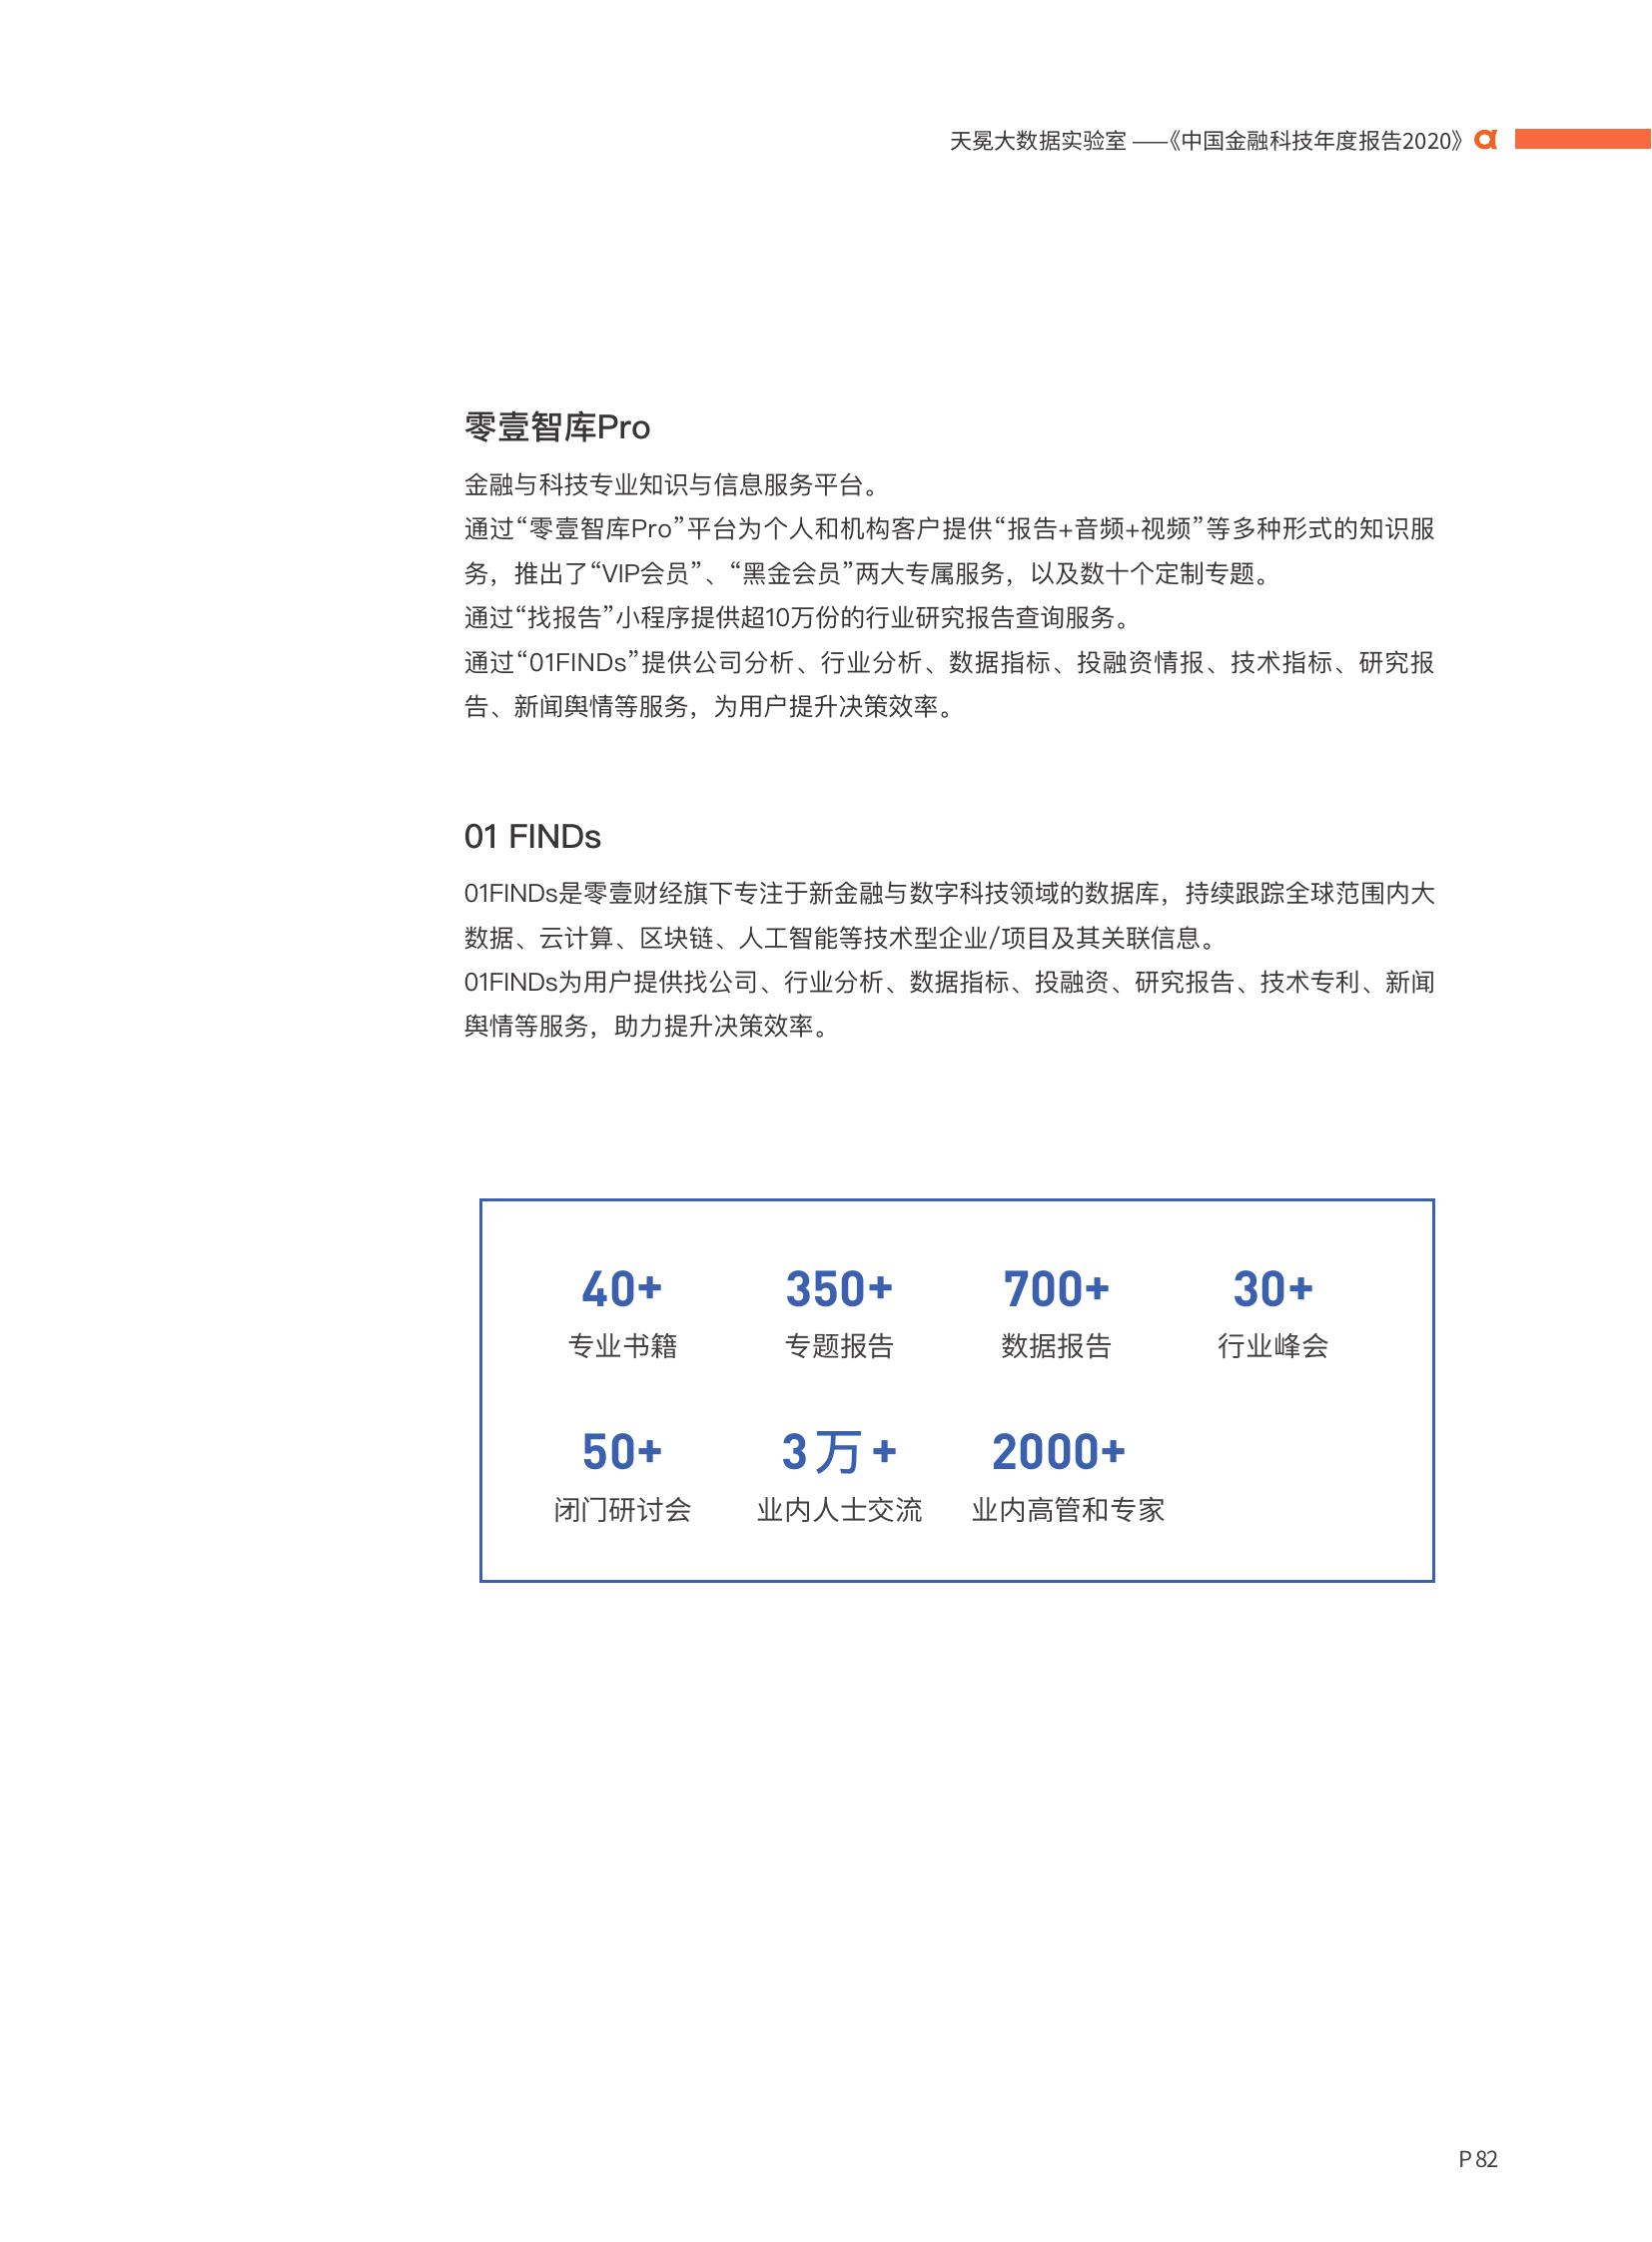 天冕大数据实验室 ——《中国金融科技年度报告2020》
零壹智库Pro
金融与科技专业知识与信息服务平台。
通过“零壹智库Pro”平台为个人和机构客户提供“报告+音频+视频”等多种形式的知识服
务，推出了“VIP会员”、“黑金会员”两大专属服务，以及数十个定制专题。
通过“找报告”小程序提供超10万份的行业研究报告查询服务。
通过“01FINDs”提供公司分析、行业分析、数据指标、投融资情报、技术指标、研究报
告、新闻舆情等服务，为用户提升决策效率。
01 FINDs
01FINDs是零壹财经旗下专注于新金融与数字科技领域的数据库，持续跟踪全球范围内大
数据、云计算、区块链、人工智能等技术型企业/项目及其关联信息。
01FINDs为用户提供找公司、行业分析、数据指标、投融资、研究报告、技术专利、新闻
舆情等服务，助力提升决策效率。
40+ 350+ 700+ 30+
专业书籍 专题报告 数据报告 行业峰会
50+ 3万+ 2000+
闭门研讨会 业内人士交流 业内高管和专家
P 82